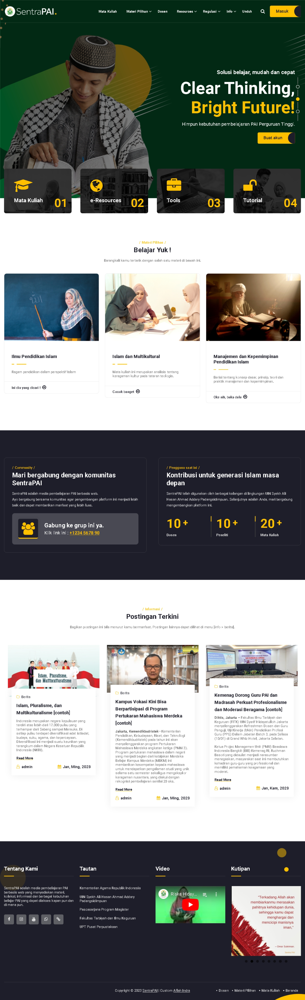 SentraPAI.
Mata Kuliah
Materi Pilihan
Dosen
Resources
Regulasi
Info
Unduh
Masuk
Solusi belajar, mudah dan cepat
Clear Thinking,
Bright Future!
Himpun kebutuhan pembelajaran PAI Perguruan Tinggi.
Buat akun
Mata Kuliah 01
e-Resources 02
Tools 03
Tutorial 04
/ Materi Pilihan /
Belajar Yuk !
Barangkali kamu tertarik dengan salah satu materi di bawah ini.
Ilmu Pendidikan Islam
Ragam pendidikan dalam perspektif Islam
Ini dia yang dicari !
Islam dan Multikultural
Mata kuliah ini merupakan analisis tentang
keragaman kultur pada tataran teologis.
Cocok banget
Manajemen dan Kepemimpinan
Pendidikan Islam
Berisi tentang konsep dasar, prinsip, teori dan
praktik manajemen dan kepemimpinan.
Oke nih, buka dulu
/ Community /
Mari bergabung dengan komunitas
SentraPAI
SentraPAI adalah media pembelajaran PAI berbasis web.
Ayo bergabung bersama komunitas agar pengembangan platform ini menjadi lebih
baik dan dapat memberikan manfaat yang lebih luas.
Gabung ke grup ini ya.
Klik link ini : +1234 5678 90
/ Pengguna saat ini /
Kontribusi untuk generasi Islam masa
depan
SentraPAI telah digunakan oleh berbagai kalangan di lingkungan UIN Syekh Ali
Hasan Ahmad Addary Padangsidimpuan. Selanjutnya adalah Anda, mari bergabung
mengembangkan platform ini.
10 +
Dosen
10 +
Peneliti
20 +
Mata Kuliah
/ Informasi /
Postingan Terkini
Bagikan postingan ini bila menurut kamu bermanfaat. Postingan lainnya dapat dilihat di menu [info > berita].
Islam, Pluralisme,
dan Multikulturalisme
Berita
Islam, Pluralisme, dan
Multikulturalisme [contoh]
Indonesia merupakan negara kepulauan yang
terdiri atas lebih dari 17.000 pulau yang
terhampar dari Sabang sampai Merauke. Di
setiap pulau terdapat diversifikasi adat istiadat,
budaya, suku, agama, dan kepercayaan.
Diversifikasi ini menjadi suatu keunikan yang
terangkum dalam Negara Kesatuan Republik
Indonesia (NKRI).
Read More
admin
Jan, Ming, 2023
G20
Berita
Kampus Vokasi Kini Bisa
Berpartisipasi di Program
Pertukaran Mahasiswa Merdeka
[contoh]
Jakarta, Kemendikbudristek—Kementerian
Pendidikan, Kebudayaan, Riset, dan Teknologi
(Kemendikbudristek) pada tahun ini akan
menyelenggarakan program Pertukaran
Mahasiswa Merdeka angkatan ketiga (PMM 3).
Program pertukaran mahasiswa dalam negeri
yang menjadi bagian dari kebijakan Merdeka
Belajar Kampus Merdeka (MBKM) ini
memberikan kesempatan kepada mahasiswa
untuk mendapatkan pengalaman studi yang unik
selama satu semester sekaligus mengeksplor
keragaman nusantara, yang diakui dengan
rekognisi pembelajaran senilai 20 sks.
Read More
admin
Jan, Ming, 2023
UJI KINERJA (UKIN)
Berita
Kemenag Dorong Guru PAI dan
Madrasah Perkuat Profesionalisme
dan Moderasi Beragama [contoh]
Diktis, Jakarta – Fakultas Ilmu Tarbiyah dan
Keguruan (FITK) UIN Syarif Hidayatulloh Jakarta
menyelenggarakan Refreshmen Dosen dan Guru
Penguji, Uji Kinerja (Ukin) Pendidikan Profesi
Guru (PPG) Dalam Jabatan Batch 3, pada Selasa
(10/01) di Grand Whiz Hotel, Jakarta Selatan.
Ketua Projec Managemen Unit (PMU) Beasiswa
Indonesia Bangkit (BIB) Kemenag RI, Ruchman
Basori yang didaulat menjadi narasumber
menegaskan, masyarakat saat ini membutuhkan
kehadiran guru-guru yang professional dan
memiliki pemahaman keagamaan yang
moderat.
Read More
admin
Jan, Kam, 2023
Tentang Kami
SentraPAI adalah media pembelajaran PAI
berbasis web yang menyediakan materi,
koleksi, informasi dan berbagai kebutuhan
belajar PAI yang dapat diakses kapan pun dan
di mana pun.
Tautan
Kementerian Agama Republik Indonesia
UIN Syekh Ali Hasan Ahmad Addary
Padangsidimpuan
Pascasarjana Program Magister
Fakultas Tarbiyah dan Ilmu Keguruan
UPT Pusat Perpustakaan
Video
Riska Hiday...
Kutipan
“Terkadang Allah akan
membiarkanmu merasakan
pahitnya kehidupan dunia,
sehingga kamu dapat
menghargai dan
mencicipi manisnya
iman,”
– Omar Suleiman.
Sentra PAI
Copyright © 2023 SentraPAI | Custom Aflah Indra
• Dosen • Materi Pilihan • Mata Kuliah • Beranda